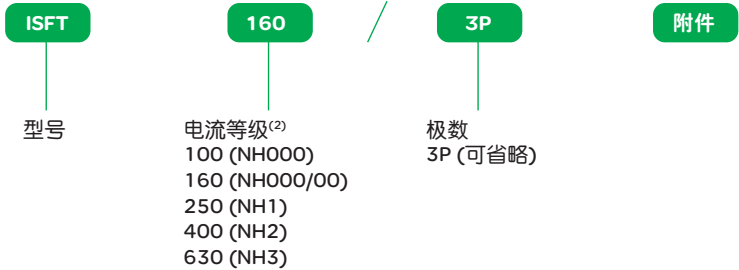 ISFT 160 / 3P 附件
型号 电流等级(2) 极数
100 (NH000) 3P (可省略)
160 (NH000/00)
250 (NH1)
400 (NH2)
630 (NH3)